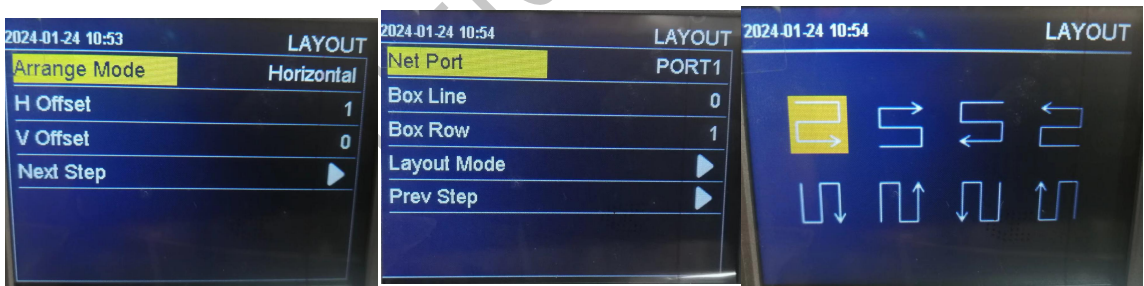 2024-01-24 10:53
LAYOUT
Arrange Mode Horizontal
H Offset 1
V Offset 0
Next Step
2024-01-24 10:54
LAYOUT
Net Port PORT1
Box Line 0
Box Row 1
Layout Mode
Prev Step
2024-01-24 10:54
LAYOUT